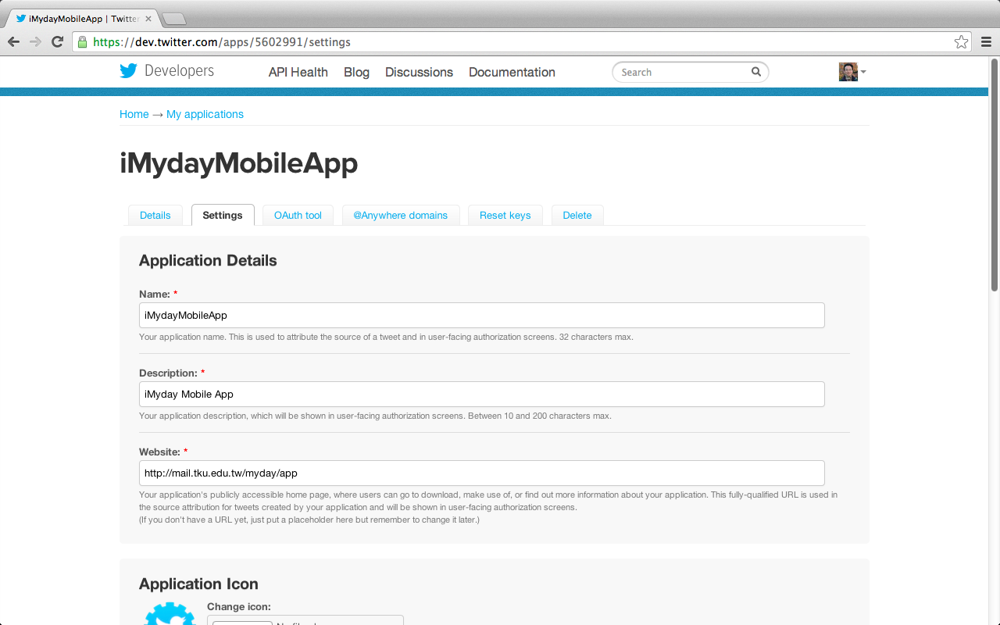 iMydayMobileApp | Twitter
https://dev.twitter.com/apps/5602991/settings
Developers
API Health Blog Discussions Documentation
Search
Home → My applications
iMydayMobileApp
Details Settings OAuth tool @Anywhere domains Reset keys Delete
Application Details
Name: *
iMydayMobileApp
Your application name. This is used to attribute the source of a tweet and in user-facing authorization screens. 32 characters max.
Description: *
iMyday Mobile App
Your application description, which will be shown in user-facing authorization screens. Between 10 and 200 characters max.
Website: *
http://mail.tku.edu.tw/myday/app
Your application's publicly accessible home page, where users can go to download, make use of, or find out more information about your application. This fully-qualified URL is used in
the source attribution for tweets created by your application and will be shown in user-facing authorization screens.
(If you don't have a URL yet, just put a placeholder here but remember to change it later.)
Application Icon
Change icon: